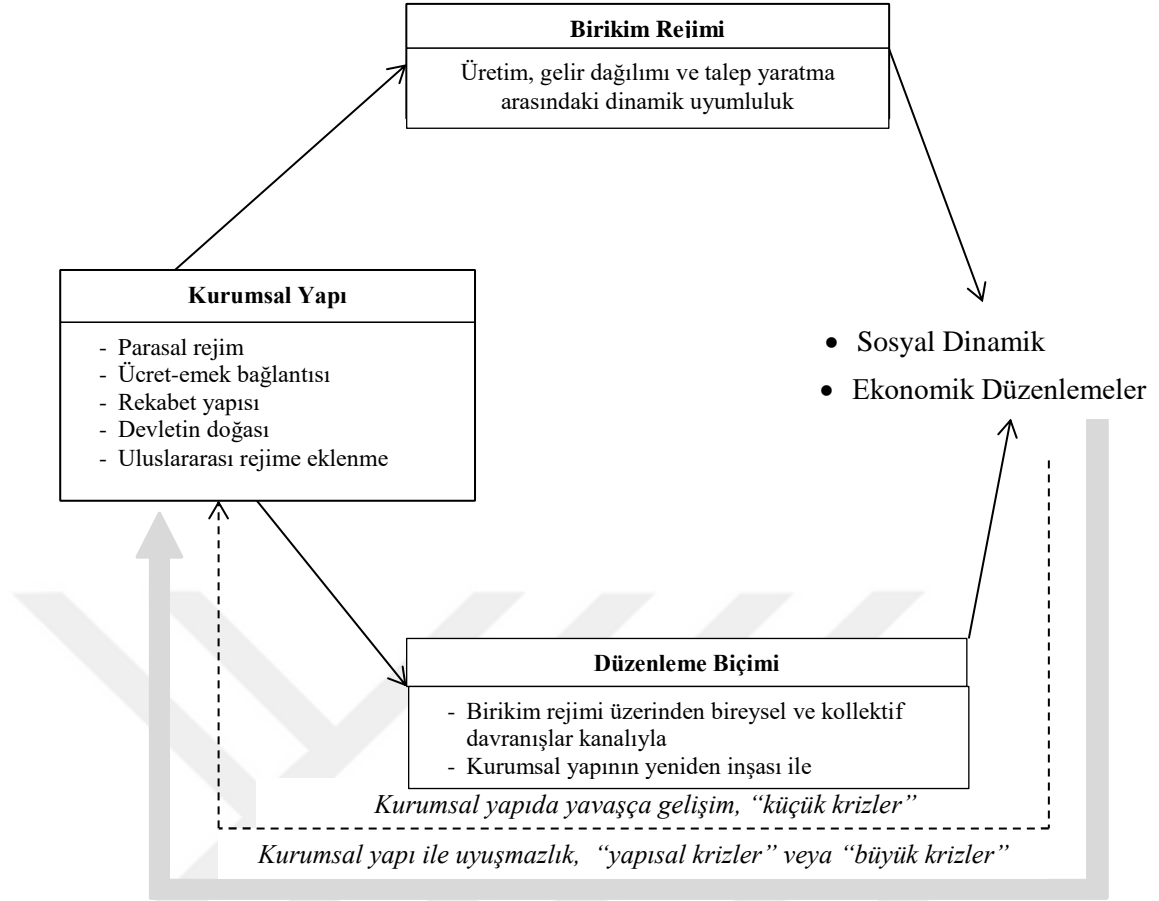 Birikim Rejimi
Üretim, gelir dağılımı ve talep yaratma
arasındaki dinamik uyumluluk
Kurumsal Yapı
- Parasal rejim
- Ücret-emek bağlantısı
- Rekabet yapısı
- Devletin doğası
- Uluslararası rejime eklenme
• Sosyal Dinamik
• Ekonomik Düzenlemeler
Düzenleme Biçimi
- Birikim rejimi üzerinden bireysel ve kollektif
davranışlar kanalıyla
- Kurumsal yapının yeniden inşası ile
Kurumsal yapıda yavaşça gelişim, “küçük krizler”
Kurumsal yapı ile uyuşmazlık, “yapısal krizler” veya “büyük krizler”